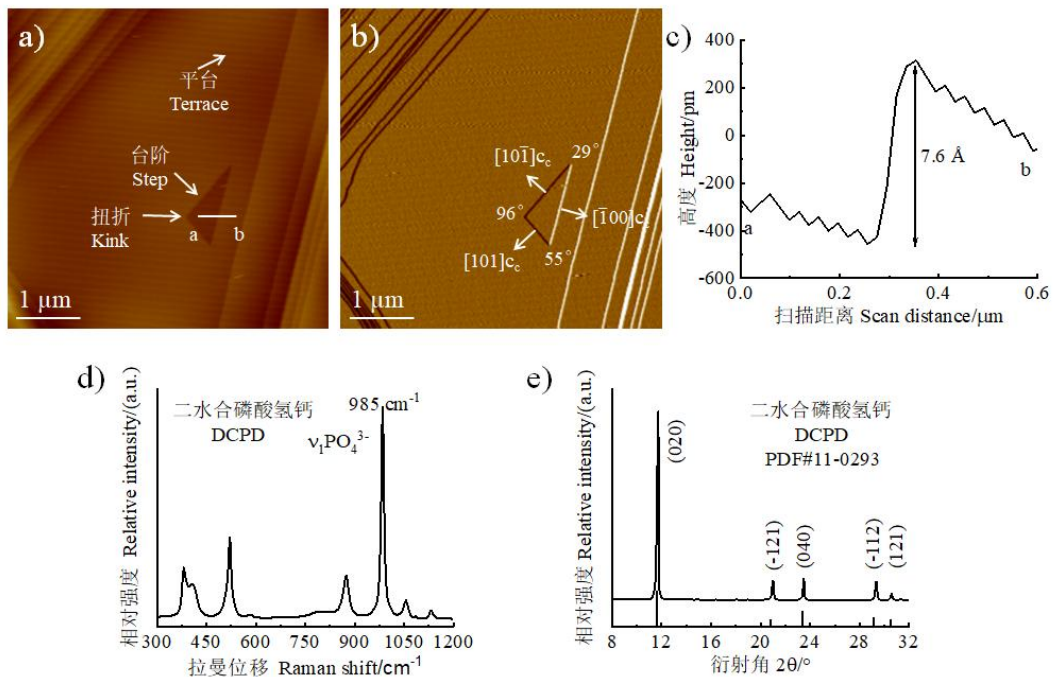 a)
平台
Terrace
台阶
Step
扭折
Kink
a
b
1 μm
b)
[101̄]c_c
29°
96°
[1̄00]c_c
[101]c_c
55°
1 μm
c)
高度 Height/pm
400
200
0
-200
-400
-600
7.6 Å
a
b
0.0
0.2
0.4
0.6
扫描距离 Scan distance/μm
d)
相对强度 Relative intensity/(a.u.)
二水合磷酸氢钙
DCPD
985 cm⁻¹
ν₁PO₄³⁻
300
450
600
750
900
1050
1200
拉曼位移 Raman shift/cm⁻¹
e)
相对强度 Relative intensity/(a.u.)
二水合磷酸氢钙
DCPD
PDF#11-0293
(020)
(-121)
(040)
(-112)
(121)
8
12
16
20
24
28
32
衍射角 2θ/°